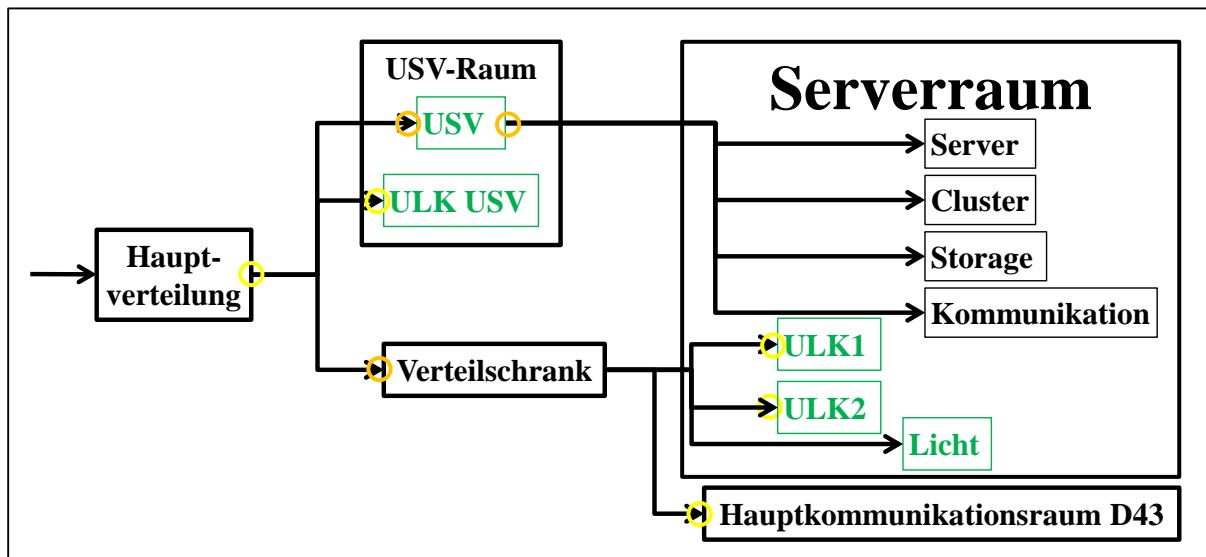 USV-Raum
Serverraum
USV
Server
ULK USV
Cluster
Haupt-
verteilung
Storage
Kommunikation
ULK1
Verteilschrank
ULK2
Licht
Hauptkommunikationsraum D43